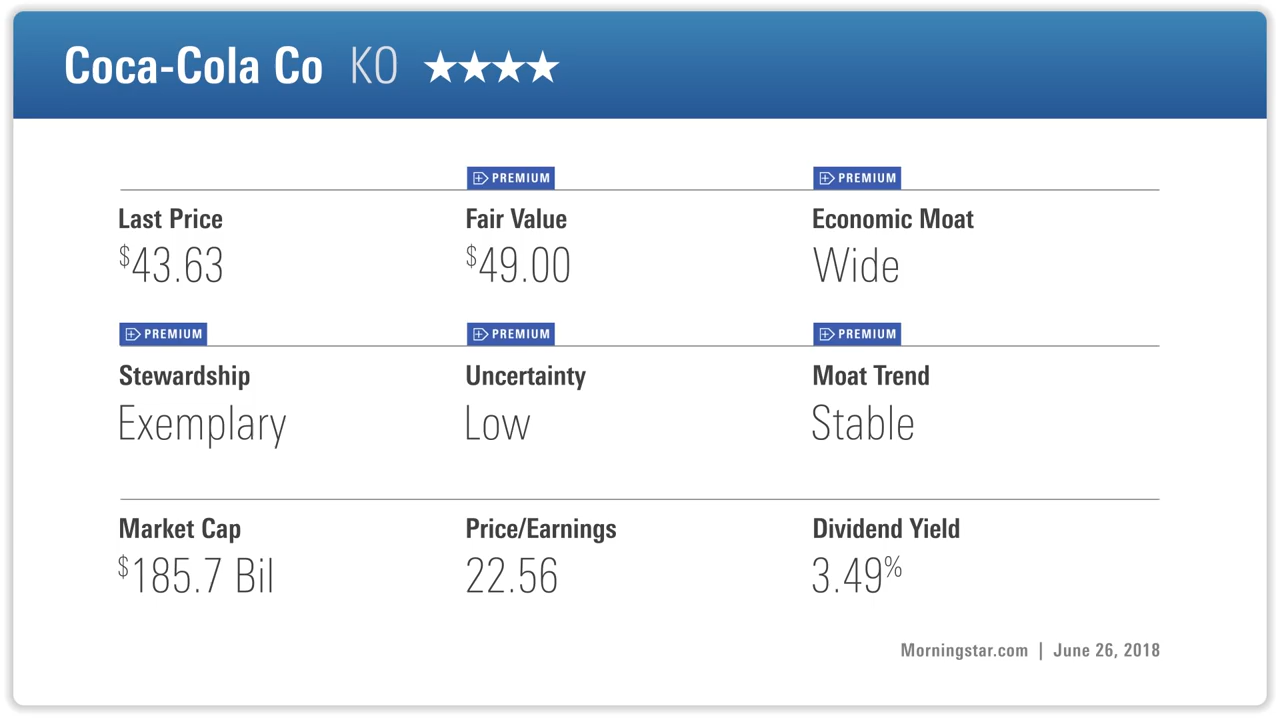 Coca-Cola Co KO ★★★★
PREMIUM PREMIUM
Last Price Fair Value Economic Moat
$43.63 $49.00 Wide
PREMIUM PREMIUM PREMIUM
Stewardship Uncertainty Moat Trend
Exemplary Low Stable
Market Cap Price/Earnings Dividend Yield
$185.7 Bil 22.56 3.49%
Morningstar.com | June 26, 2018